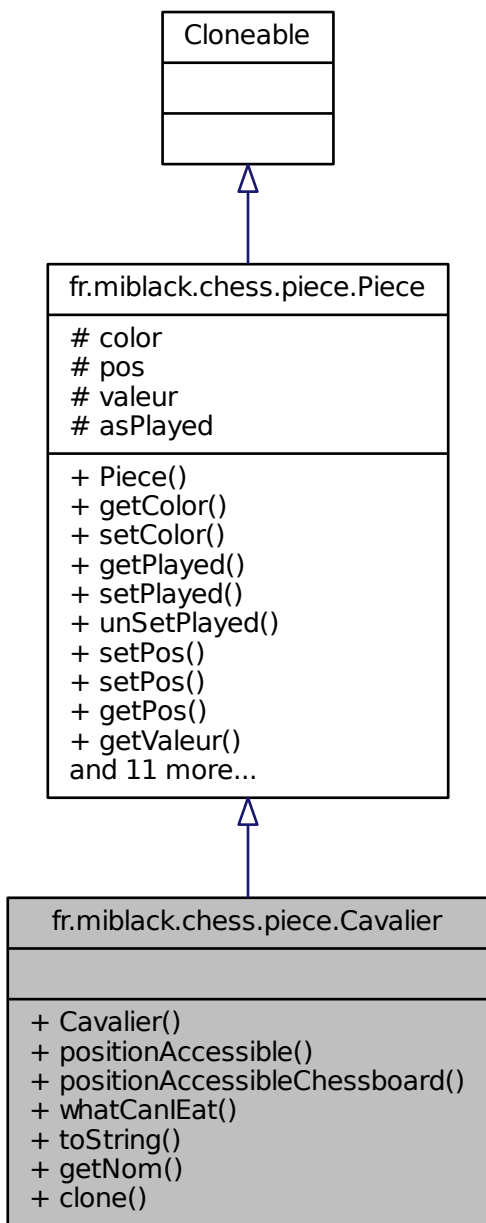 Cloneable
fr.miblack.chess.piece.Piece
# color
# pos
# valeur
# asPlayed
+ Piece()
+ getColor()
+ setColor()
+ getPlayed()
+ setPlayed()
+ unSetPlayed()
+ setPos()
+ setPos()
+ getPos()
+ getValeur()
and 11 more...
fr.miblack.chess.piece.Cavalier
+ Cavalier()
+ positionAccessible()
+ positionAccessibleChessboard()
+ whatCanIEat()
+ toString()
+ getNom()
+ clone()